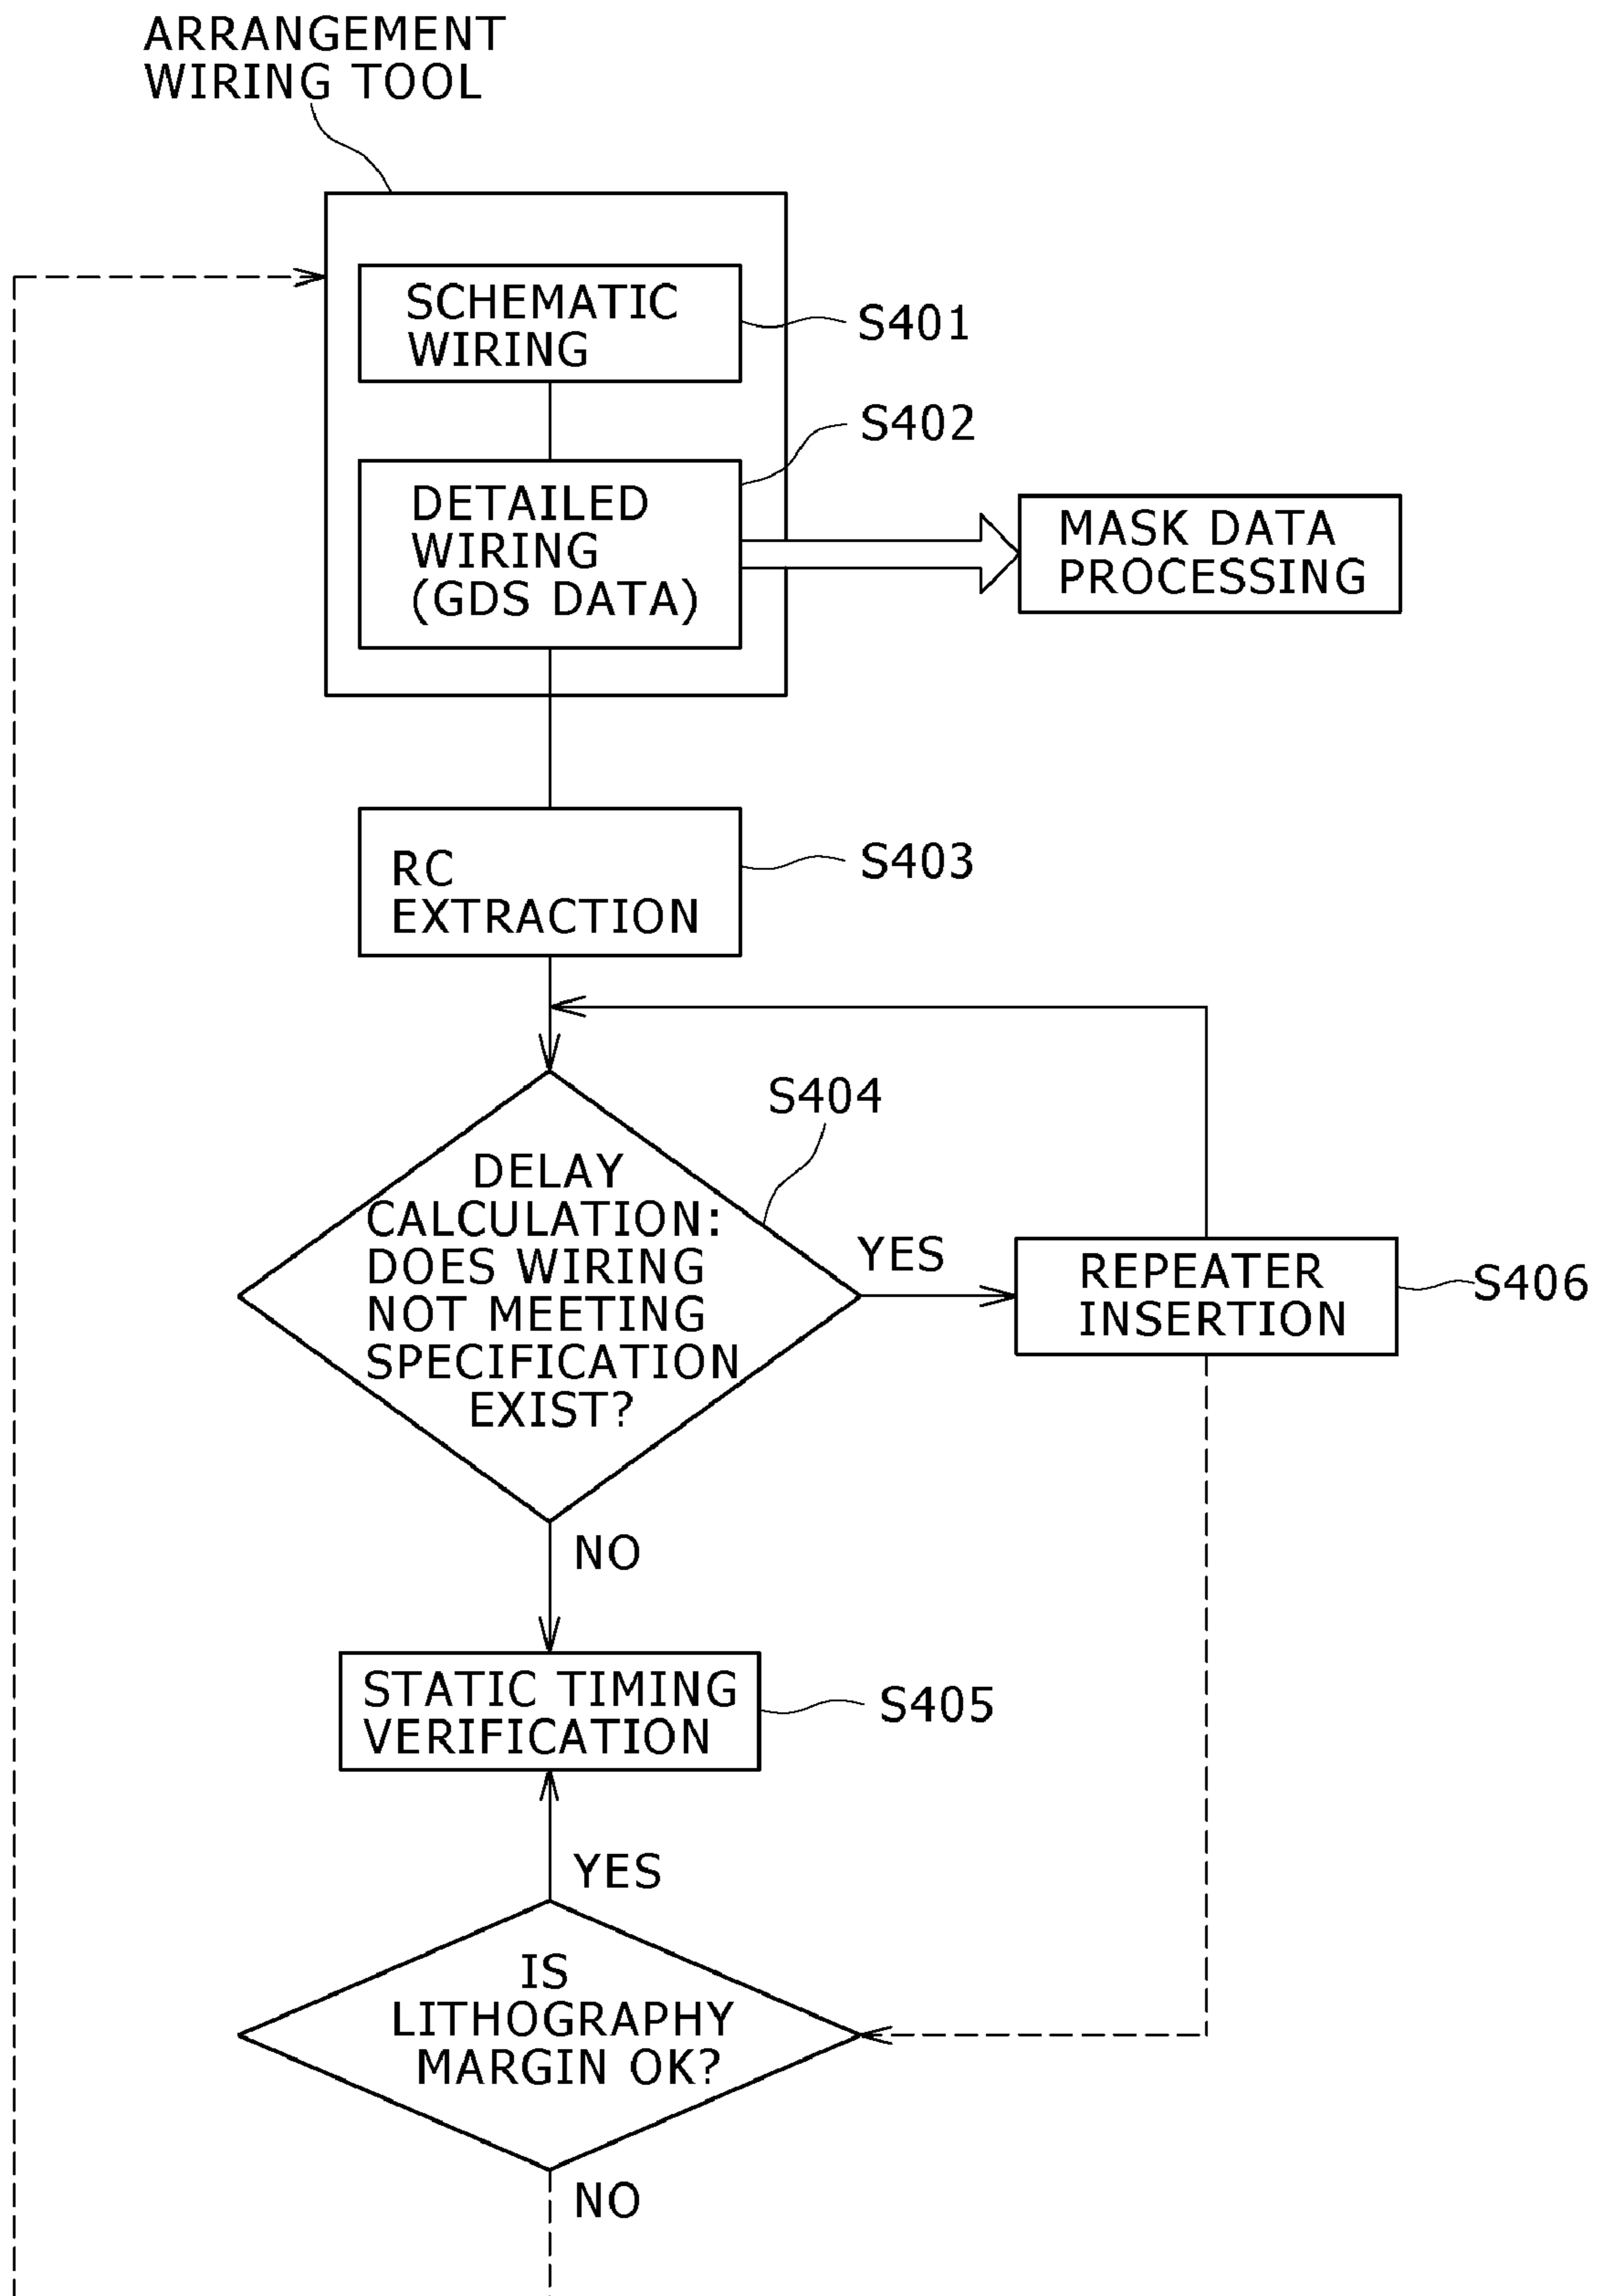 ARRANGEMENT
WIRING TOOL
SCHEMATIC
WIRING
S401
S402
DETAILED
WIRING
(GDS DATA)
MASK DATA
PROCESSING
RC
EXTRACTION
S403
S404
DELAY
CALCULATION:
DOES WIRING
NOT MEETING
SPECIFICATION
EXIST?
YES
REPEATER
INSERTION
S406
NO
STATIC TIMING
VERIFICATION
S405
YES
IS
LITHOGRAPHY
MARGIN OK?
NO